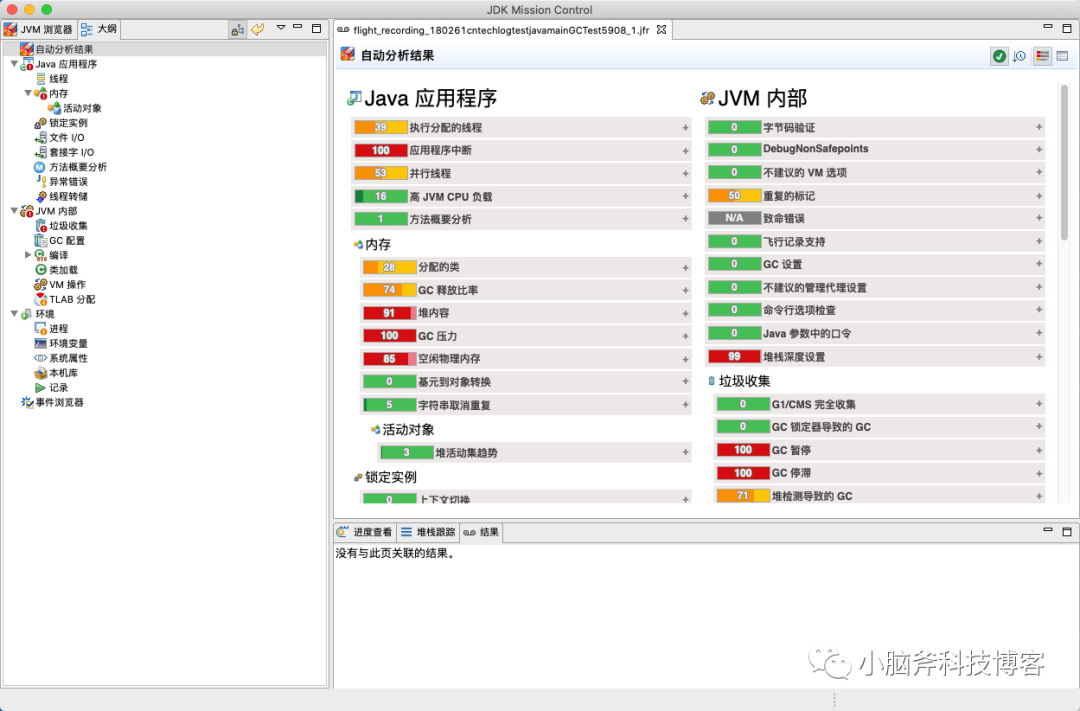 JDK Mission Control
JVM 浏览器
大纲
自动分析结果
Java 应用程序
线程
内存
活动对象
锁定实例
文件 I/O
套接字 I/O
方法概要分析
异常错误
线程转储
JVM 内部
垃圾收集
GC 配置
编译
类加载
VM 操作
TLAB 分配
环境
进程
环境变量
系统属性
本机库
记录
事件浏览器
flight_recording_180261cntechlogtestjavamainGCTest5908_1.jfr
自动分析结果
Java 应用程序
39 执行分配的线程 +
100 应用程序中断 +
53 并行线程 +
16 高 JVM CPU 负载 +
1 方法概要分析 +
内存
28 分配的类 +
74 GC 释放比率 +
91 堆内容 +
100 GC 压力 +
85 空闲物理内存 +
0 基元到对象转换 +
5 字符串取消重复 +
活动对象
3 堆活动集趋势 +
锁定实例
0 上下文切换 +
JVM 内部
0 字节码验证 +
0 DebugNonSafepoints +
0 不建议的 VM 选项 +
50 重复的标记 +
N/A 致命错误 +
0 飞行记录支持 +
0 GC 设置 +
0 不建议的管理代理设置 +
0 命令行选项检查 +
0 Java 参数中的口令 +
99 堆栈深度设置 +
垃圾收集
0 G1/CMS 完全收集 +
0 GC 锁定器导致的 GC +
100 GC 暂停 +
100 GC 停滞 +
71 堆检测导致的 GC +
进度查看
堆栈跟踪
结果
没有与此页关联的结果。
小脑斧科技博客